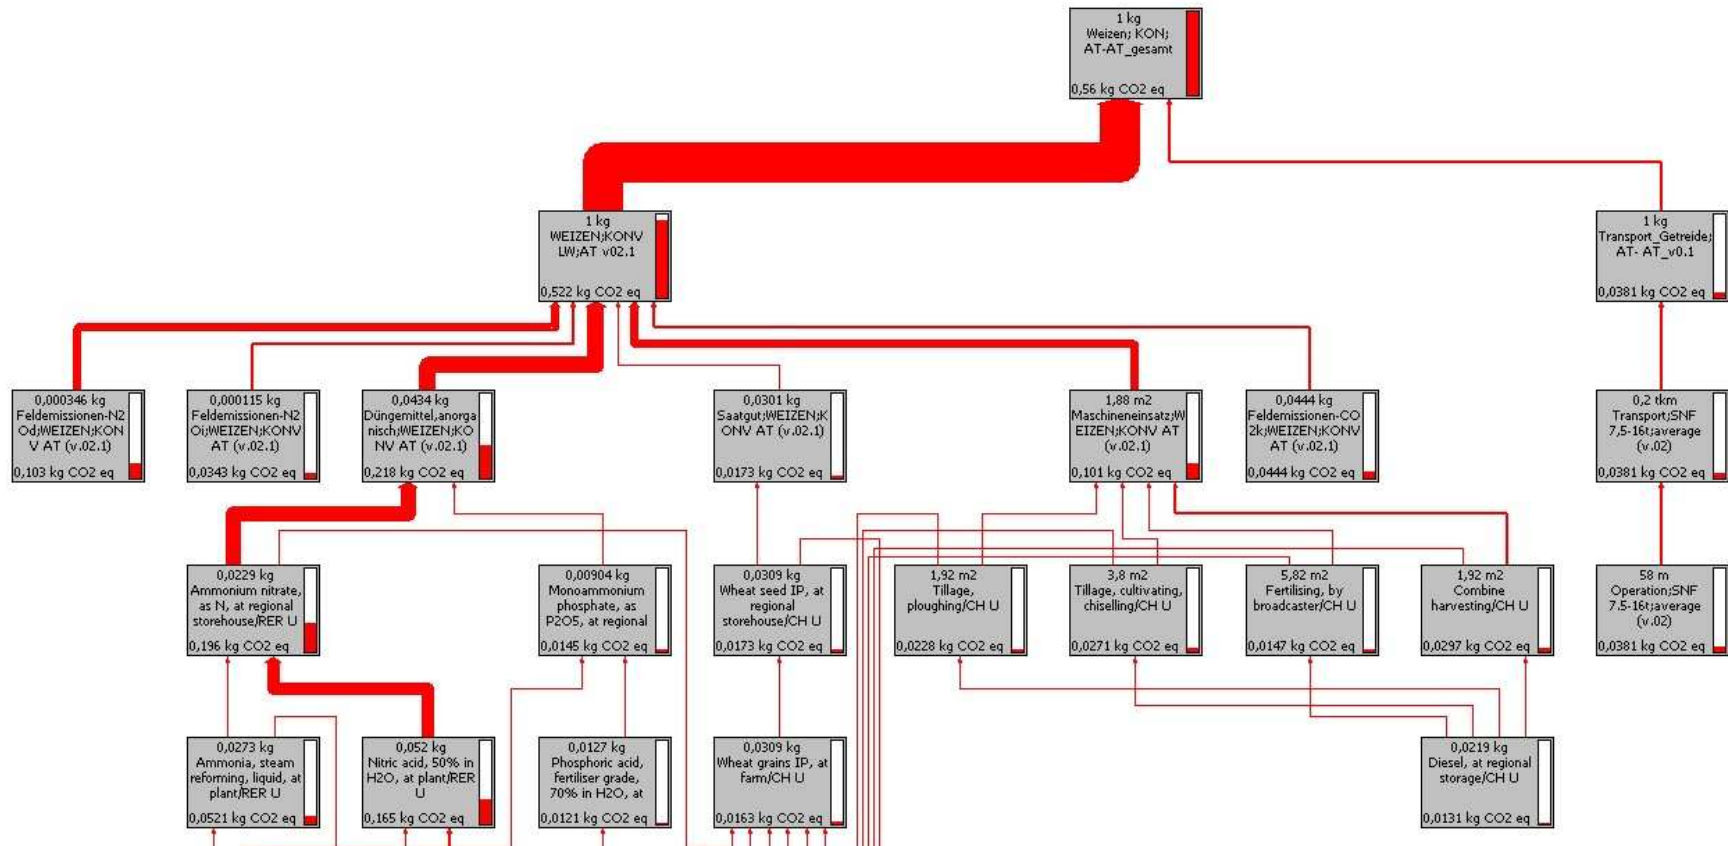 1 kg
Weizen; KON;
AT-AT_gesamt
0,56 kg CO2 eq
1 kg
WEIZEN;KONV
LW;AT v02.1
0,522 kg CO2 eq
1 kg
Transport_Getreide;
AT- AT_v0.1
0,0381 kg CO2 eq
0,000346 kg
Feldemissionen-N2
Od;WEIZEN;KON
V AT (v.02.1)
0,103 kg CO2 eq
0,000115 kg
Feldemissionen-N2
Oi;WEIZEN;KONV
AT (v.02.1)
0,0343 kg CO2 eq
0,0434 kg
Düngemittel,anorga
nisch;WEIZEN;KO
NV AT (v.02.1)
0,218 kg CO2 eq
0,0301 kg
Saatgut;WEIZEN;K
ONV AT (v.02.1)
0,0173 kg CO2 eq
1,88 m2
Maschineneinsatz;W
EIZEN;KONV AT
(v.02.1)
0,101 kg CO2 eq
0,0444 kg
Feldemissionen-CO
2k;WEIZEN;KONV
AT (v.02.1)
0,0444 kg CO2 eq
0,2 tkm
Transport;SNF
7,5-16t;average
(v.02)
0,0381 kg CO2 eq
0,0229 kg
Ammonium nitrate,
as N, at regional
storehouse/RER U
0,196 kg CO2 eq
0,00904 kg
Monoammonium
phosphate, as
P2O5, at regional
0,0145 kg CO2 eq
0,0309 kg
Wheat seed IP, at
regional
storehouse/CH U
0,0173 kg CO2 eq
1,92 m2
Tillage,
ploughing/CH U
0,0228 kg CO2 eq
3,8 m2
Tillage, cultivating,
chiselling/CH U
0,0271 kg CO2 eq
5,82 m2
Fertilising, by
broadcaster/CH U
0,0147 kg CO2 eq
1,92 m2
Combine
harvesting/CH U
0,0297 kg CO2 eq
58 m
Operation;SNF
7.5-16t;average
(v.02)
0,0381 kg CO2 eq
0,0273 kg
Ammonia, steam
reforming, liquid, at
plant/RER U
0,0521 kg CO2 eq
0,052 kg
Nitric acid, 50% in
H2O, at plant/RER
U
0,165 kg CO2 eq
0,0127 kg
Phosphoric acid,
fertiliser grade,
70% in H2O, at
0,0121 kg CO2 eq
0,0309 kg
Wheat grains IP, at
farm/CH U
0,0163 kg CO2 eq
0,0219 kg
Diesel, at regional
storage/CH U
0,0131 kg CO2 eq